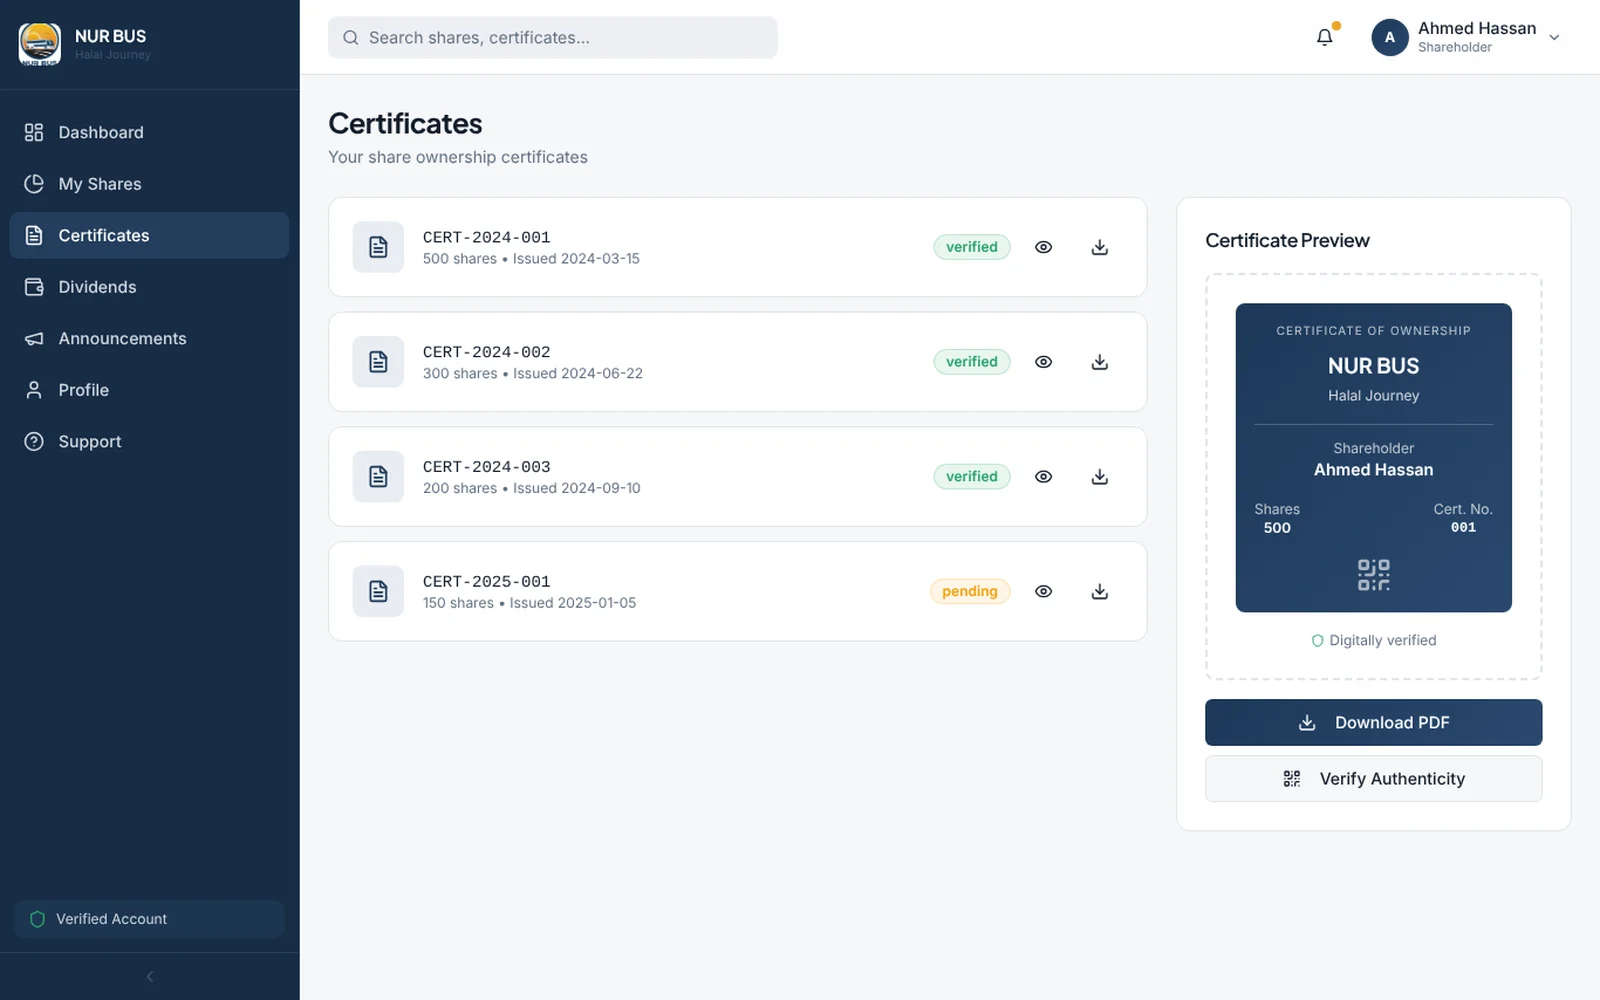 NUR BUS
Halal Journey
Search shares, certificates...
A
Ahmed Hassan
Shareholder
Dashboard
My Shares
Certificates
Dividends
Announcements
Profile
Support
Verified Account
Certificates
Your share ownership certificates
CERT-2024-001
500 shares • Issued 2024-03-15
verified
CERT-2024-002
300 shares • Issued 2024-06-22
verified
CERT-2024-003
200 shares • Issued 2024-09-10
verified
CERT-2025-001
150 shares • Issued 2025-01-05
pending
Certificate Preview
CERTIFICATE OF OWNERSHIP
NUR BUS
Halal Journey
Shareholder
Ahmed Hassan
Shares Cert. No.
500 001
Digitally verified
Download PDF
Verify Authenticity